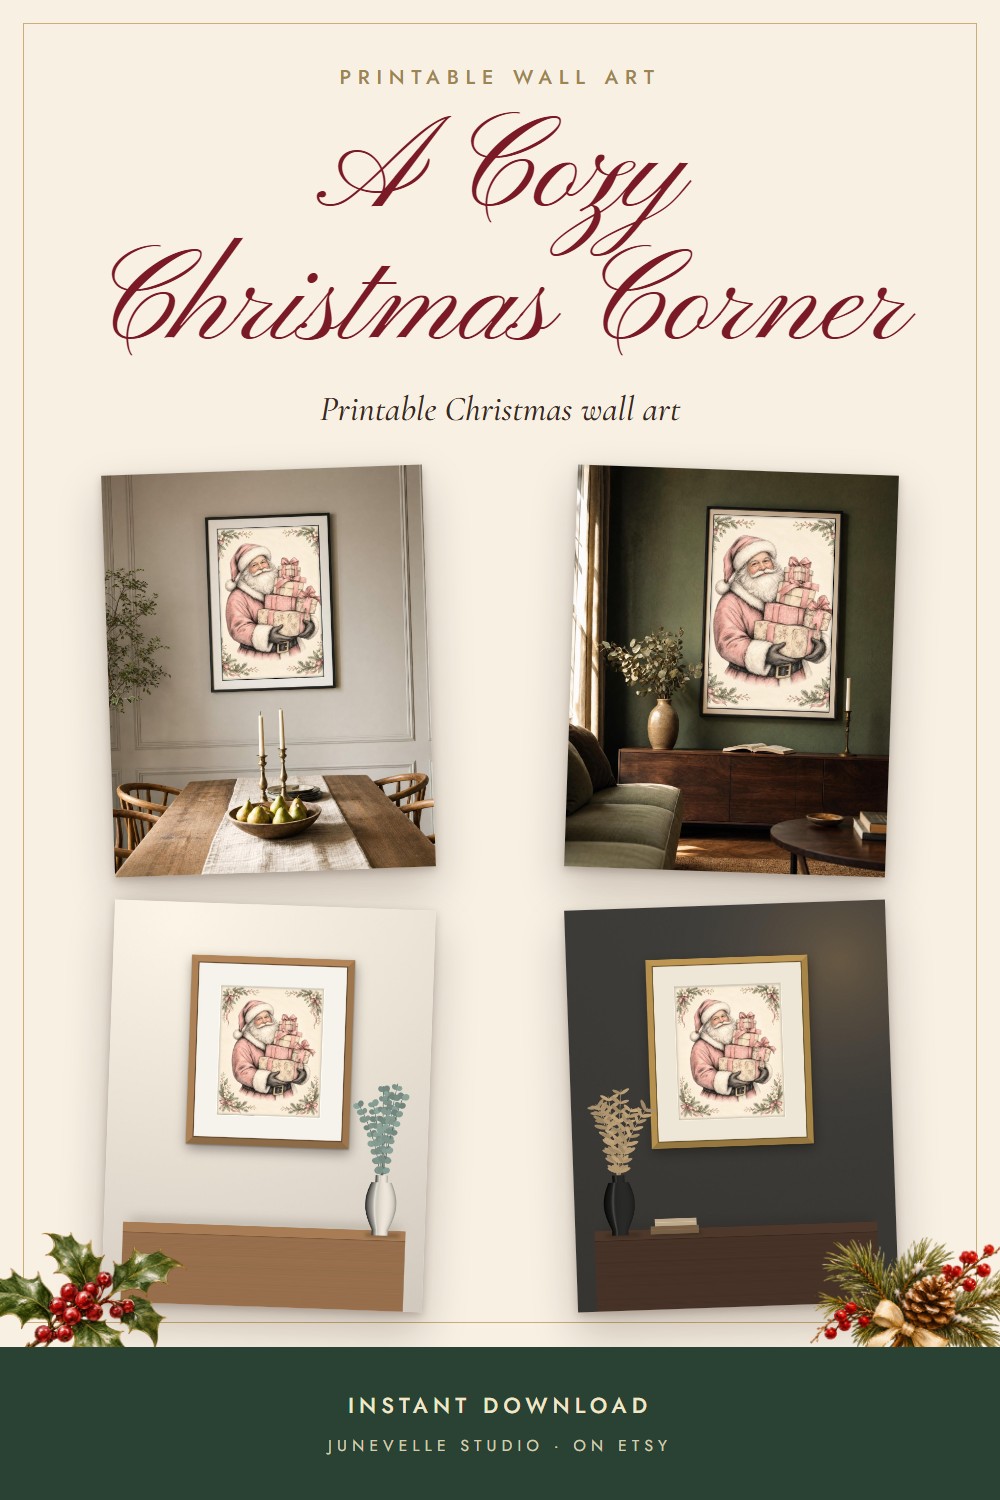 PRINTABLE WALL ART
A Cozy
Christmas Corner
Printable Christmas wall art
INSTANT DOWNLOAD
JUNEVELLE STUDIO · ON ETSY